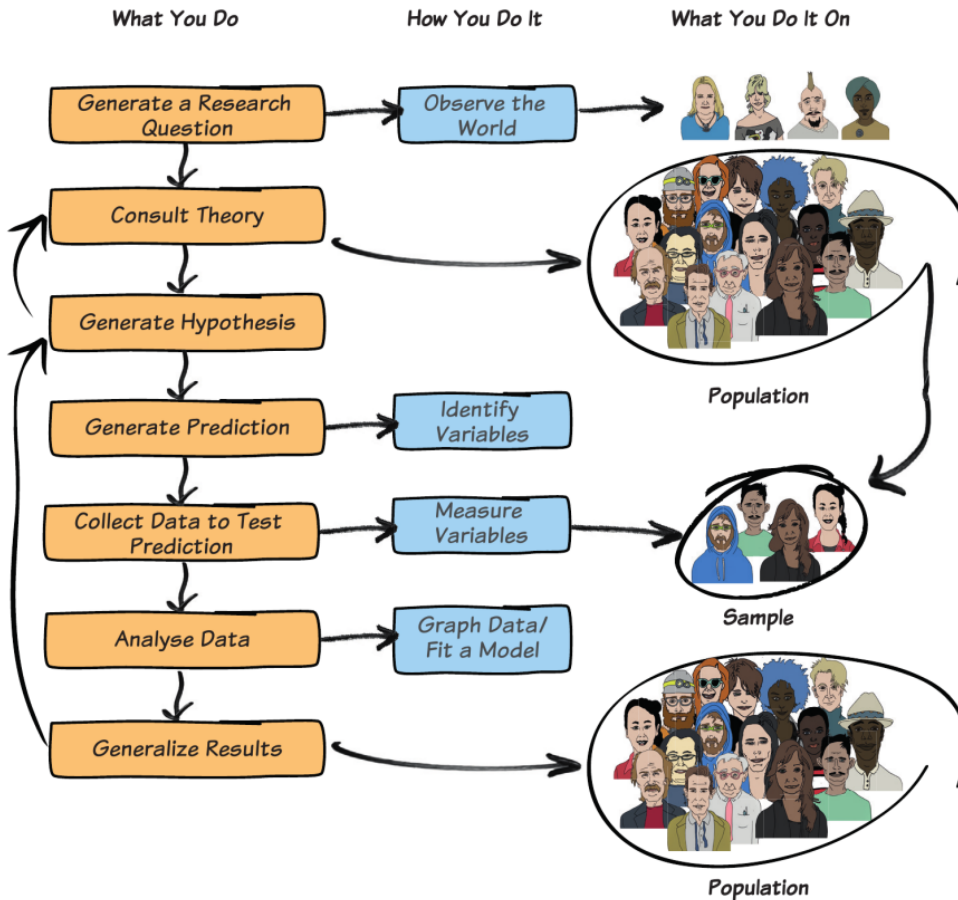 What You Do
How You Do It
What You Do It On
Generate a Research
Question
Observe the
World
Consult Theory
Generate Hypothesis
Population
Generate Prediction
Identify
Variables
Collect Data to Test
Prediction
Measure
Variables
Sample
Analyse Data
Graph Data/
Fit a Model
Generalize Results
Population